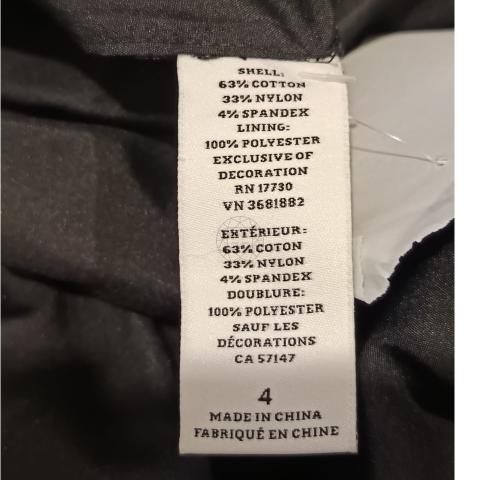 SHELL:
63% COTTON
33% NYLON
4% SPANDEX
LINING:
100% POLYESTER
EXCLUSIVE OF
DECORATION
RN 17730
VN 3681882
EXTÉRIEUR:
63% COTON
33% NYLON
4% SPANDEX
DOUBLURE:
100% POLYESTER
SAUF LES
DÉCORATIONS
CA 57147
4
MADE IN CHINA
FABRIQUÉ EN CHINE